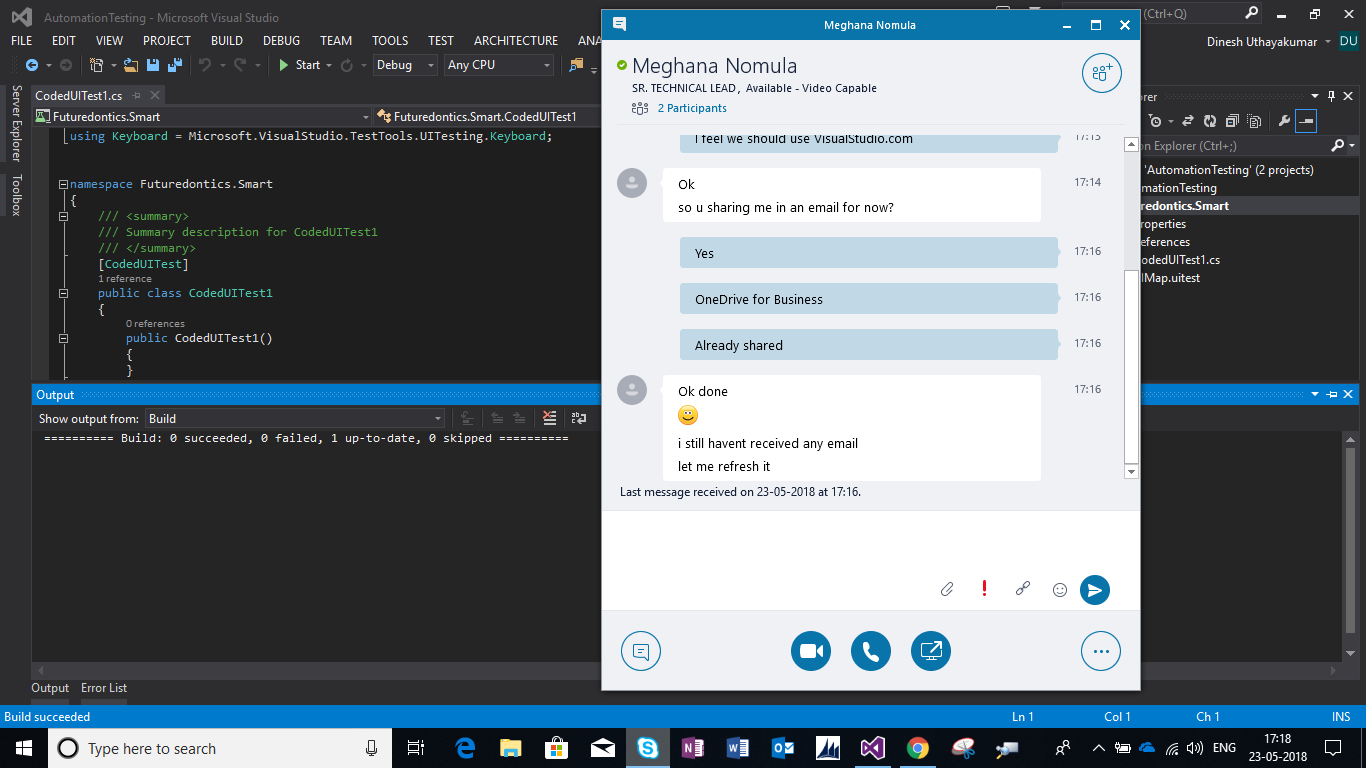 AutomationTesting - Microsoft Visual Studio
(Ctrl+Q)
FILE EDIT VIEW PROJECT BUILD DEBUG TEAM TOOLS TEST ARCHITECTURE ANA
Dinesh Uthayakumar DU
Start Debug Any CPU
Server Explorer
Toolbox
CodedUITest1.cs
Futuredontics.Smart Futuredontics.Smart.CodedUITest1
using Keyboard = Microsoft.VisualStudio.TestTools.UITesting.Keyboard;
namespace Futuredontics.Smart
{
/// <summary>
/// Summary description for CodedUITest1
/// </summary>
[CodedUITest]
1 reference
public class CodedUITest1
{
0 references
public CodedUITest1()
{
}
Output
Show output from: Build
========== Build: 0 succeeded, 0 failed, 1 up-to-date, 0 skipped ==========
Output Error List
Build succeeded
Ln 1 Col 1 Ch 1 INS
Meghana Nomula
Meghana Nomula
SR. TECHNICAL LEAD , Available - Video Capable
2 Participants
I feel we should use VisualStudio.com 17:13
Ok 17:14
so u sharing me in an email for now?
Yes 17:16
OneDrive for Business 17:16
Already shared 17:16
Ok done 17:16
i still havent received any email
let me refresh it
Last message received on 23-05-2018 at 17:16.
orer
on Explorer (Ctrl+;)
'AutomationTesting' (2 projects)
mationTesting
redontics.Smart
roperties
eferences
odedUITest1.cs
IMap.uitest
Type here to search
ENG
17:18
23-05-2018